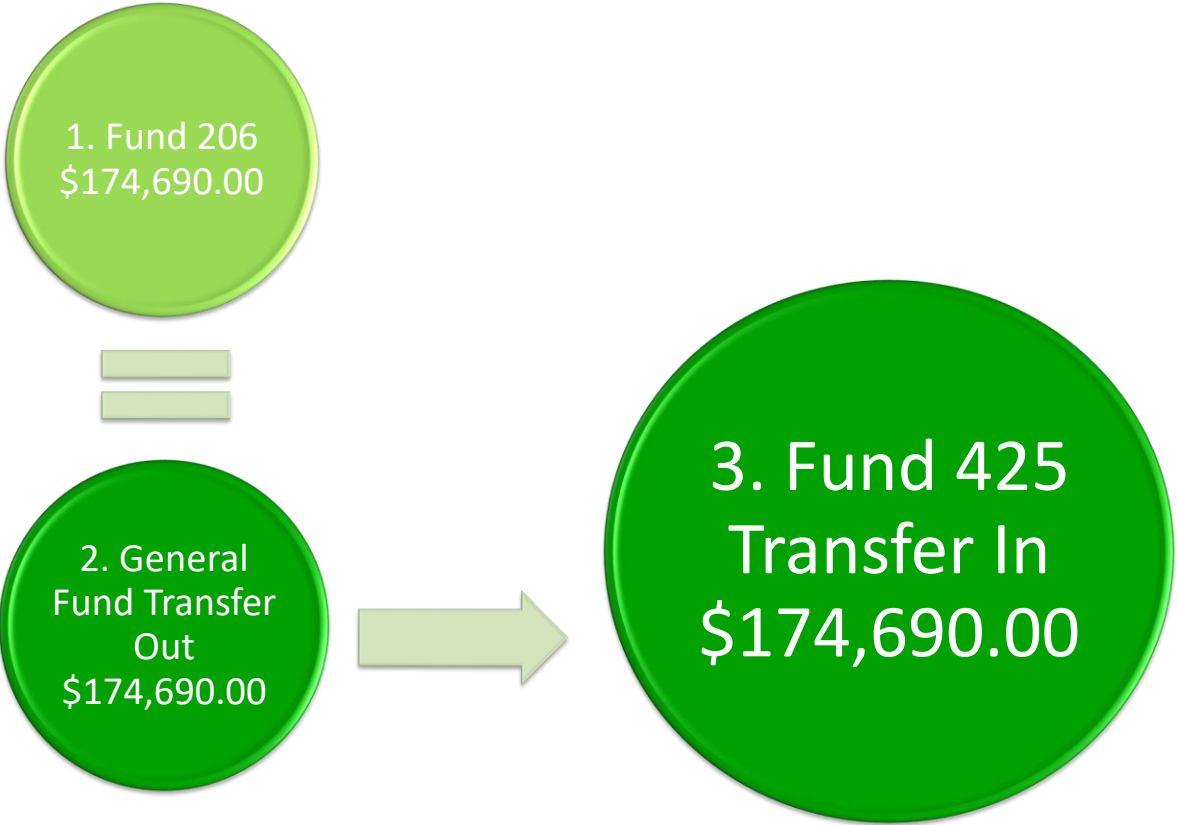 1. Fund 206
$174,690.00
2. General
Fund Transfer
Out
$174,690.00
3. Fund 425
Transfer In
$174,690.00